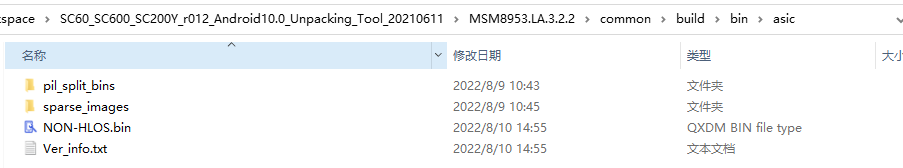 kspace › SC60_SC600_SC200Y_r012_Android10.0_Unpacking_Tool_20210611 › MSM8953.LA.3.2.2 › common › build › bin › asic
名称 修改日期 类型 大小
pil_split_bins 2022/8/9 10:43 文件夹
sparse_images 2022/8/9 10:45 文件夹
NON-HLOS.bin 2022/8/10 14:55 QXDM BIN file type
Ver_info.txt 2022/8/10 14:55 文本文档